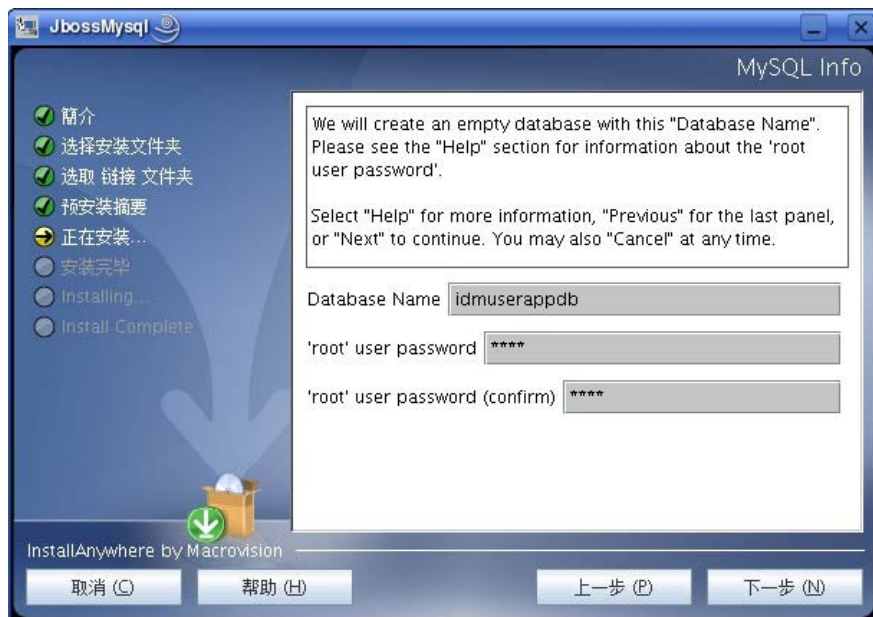 JbossMysql
MySQL Info
簡介
选择安装文件夹
选取 链接 文件夹
预安装摘要
正在安装...
安装完毕
Installing...
Install Complete
We will create an empty database with this "Database Name".
Please see the "Help" section for information about the 'root
user password'.
Select "Help" for more information, "Previous" for the last panel,
or "Next" to continue. You may also "Cancel" at any time.
Database Name idmuserappdb
'root' user password ****
'root' user password (confirm) ****
InstallAnywhere by Macrovision
取消 (C) 帮助 (H) 上一步 (P) 下一步 (N)